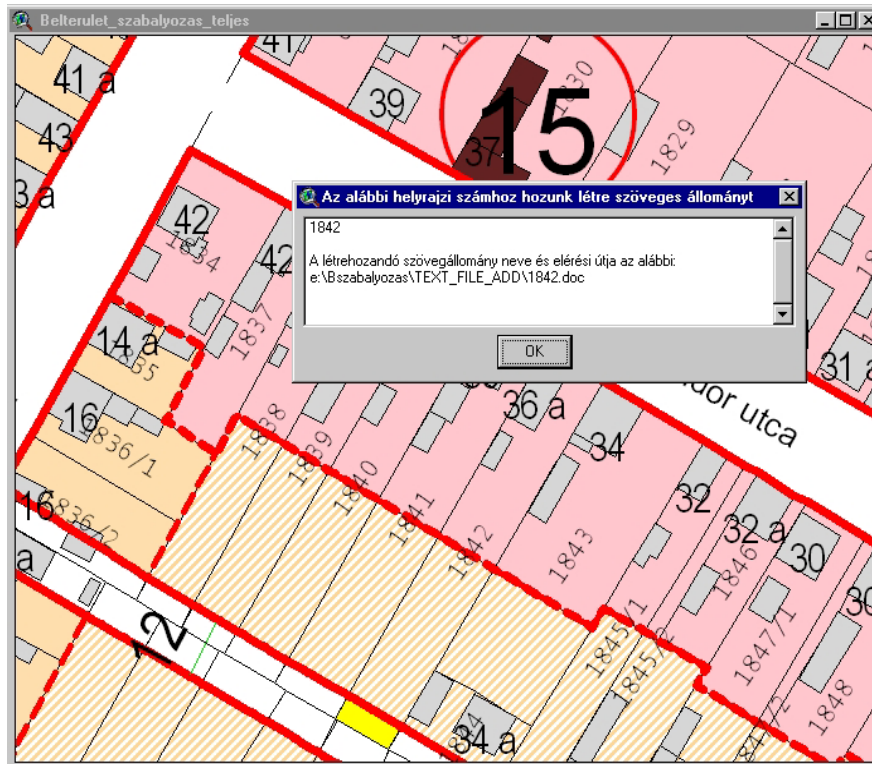 Belterulet_szabalyozas_teljes
41
41 a
39
15
1830
37
1829
43
3 a
Az alábbi helyrajzi számhoz hozunk létre szöveges állományt
1842
A létrehozandó szövegállomány neve és elérési útja az alábbi:
e:\Bszabalyozas\TEXT_FILE_ADD\1842.doc
OK
42
1834
42
1837
14 a
1835
31 a
16
1836/1
1838
36 a
dor utca
1839
34
1840
32
16
1836/2
1841
32 a
a
1842
1843
1846
30
30
12
1845/1
1845/2
1847/1
1848
34 a